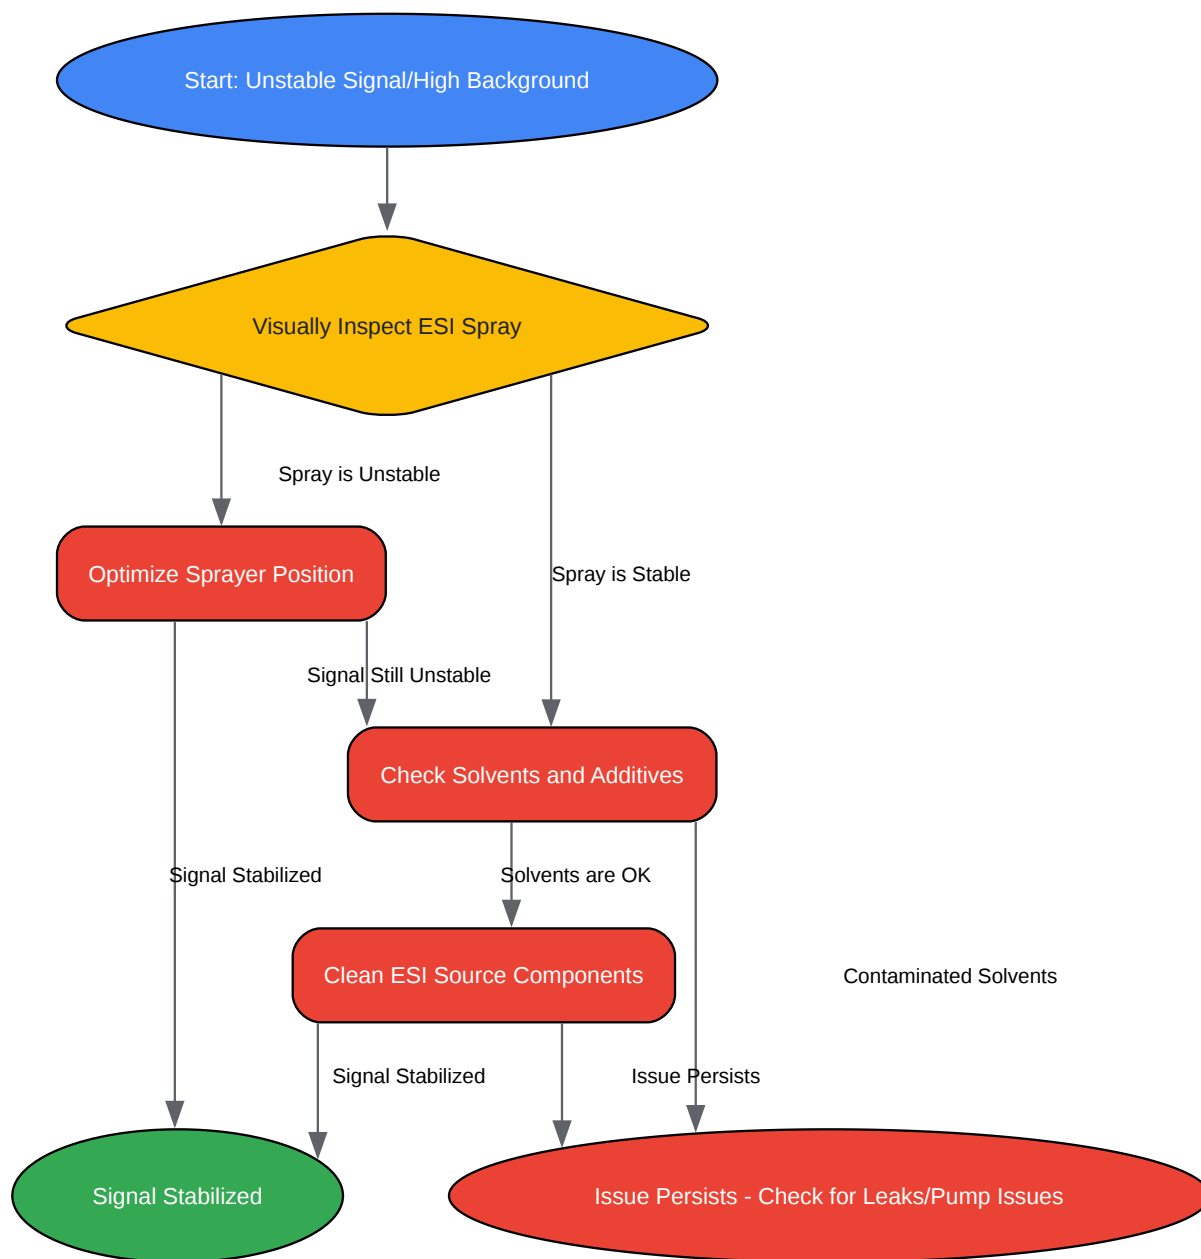 Start: Unstable Signal/High Background
Visually Inspect ESI Spray
Spray is Unstable
Optimize Sprayer Position
Spray is Stable
Signal Still Unstable
Check Solvents and Additives
Signal Stabilized
Solvents are OK
Clean ESI Source Components
Contaminated Solvents
Signal Stabilized
Issue Persists
Signal Stabilized
Issue Persists - Check for Leaks/Pump Issues